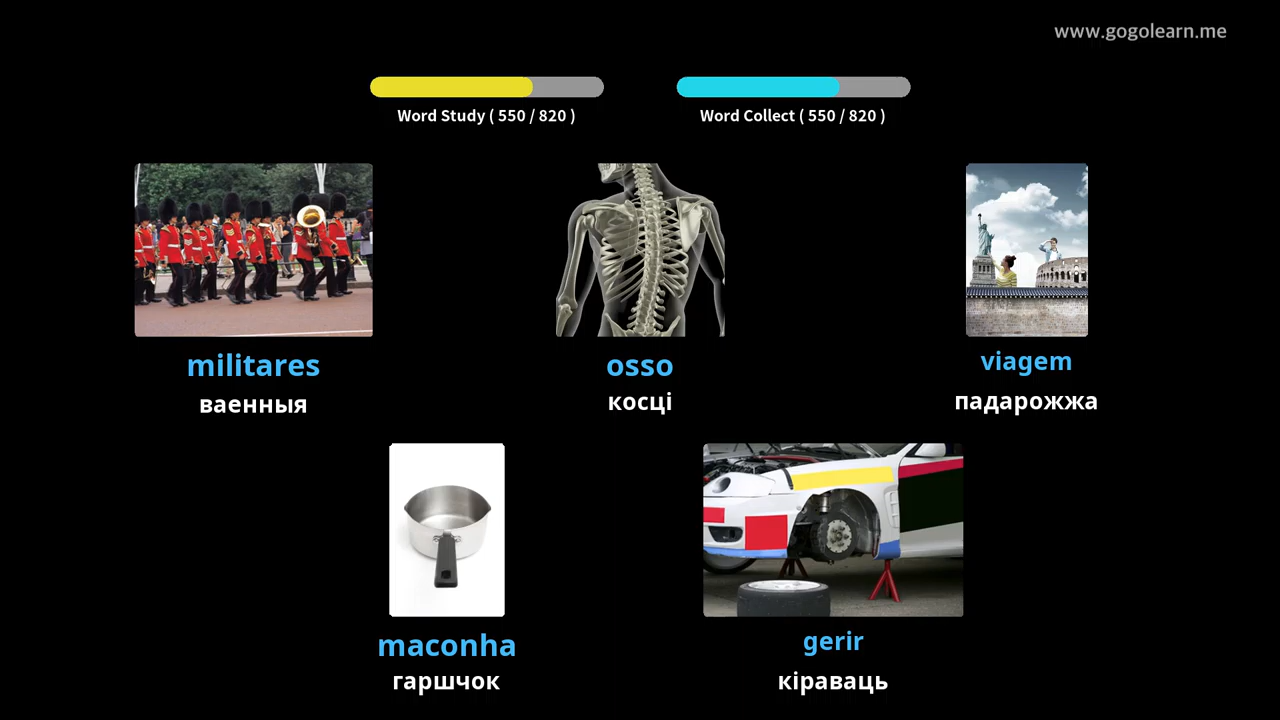 www.gogolearn.me
Word Study ( 550 / 820 )
Word Collect ( 550 / 820 )
militares
ваенныя
osso
косці
viagem
падарожжа
maconha
гаршчок
gerir
кіраваць